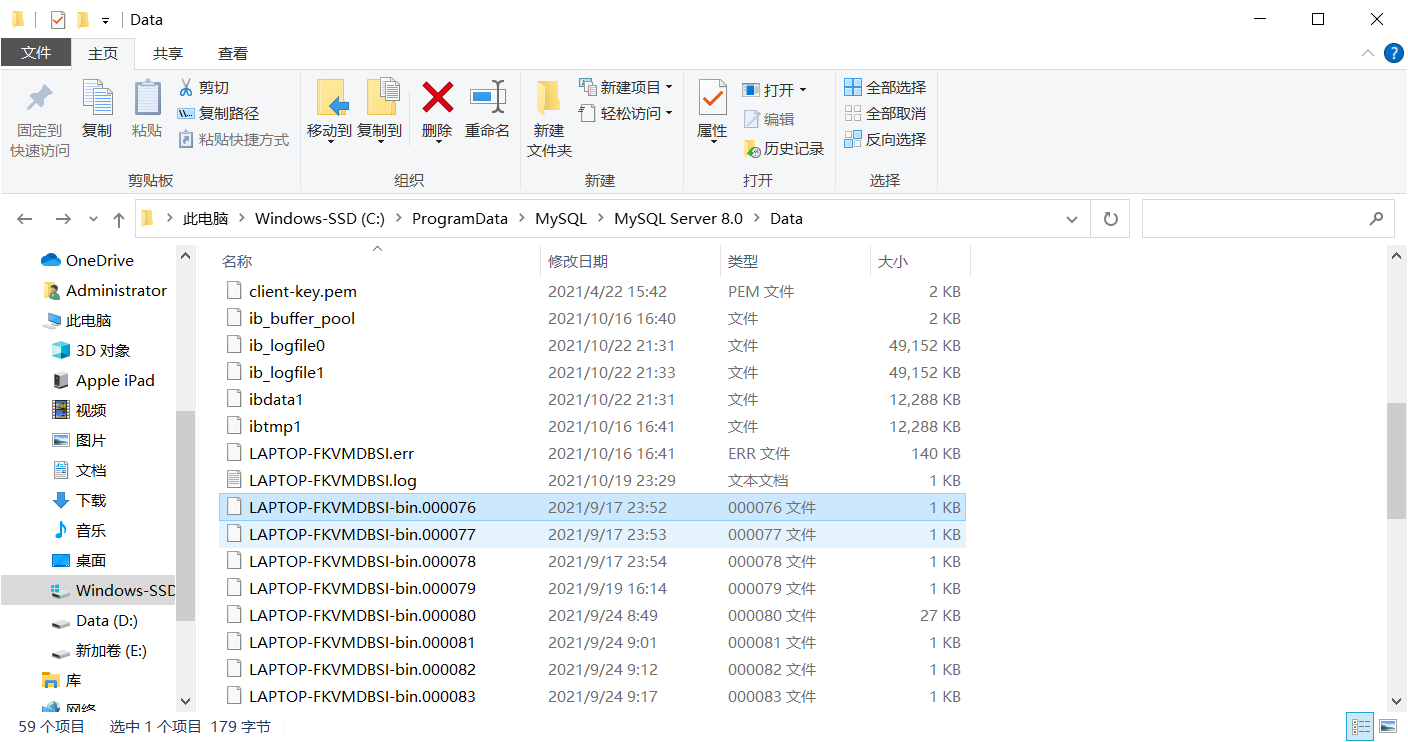 Data
文件 主页 共享 查看
固定到快速访问 复制 粘贴 剪切 复制路径 粘贴快捷方式
移动到 复制到 删除 重命名
新建文件夹 新建项目 轻松访问
属性 打开 编辑 历史记录
全部选择 全部取消 反向选择
剪贴板 组织 新建 打开 选择
此电脑 Windows-SSD (C:) ProgramData MySQL MySQL Server 8.0 Data
OneDrive
Administrator
此电脑
3D 对象
Apple iPad
视频
图片
文档
下载
音乐
桌面
Windows-SSD
Data (D:)
新加卷 (E:)
库
网络
名称 修改日期 类型 大小
client-key.pem 2021/4/22 15:42 PEM 文件 2 KB
ib_buffer_pool 2021/10/16 16:40 文件 2 KB
ib_logfile0 2021/10/22 21:31 文件 49,152 KB
ib_logfile1 2021/10/22 21:33 文件 49,152 KB
ibdata1 2021/10/22 21:31 文件 12,288 KB
ibtmp1 2021/10/16 16:41 文件 12,288 KB
LAPTOP-FKVMDBSI.err 2021/10/16 16:41 ERR 文件 140 KB
LAPTOP-FKVMDBSI.log 2021/10/19 23:29 文本文档 1 KB
LAPTOP-FKVMDBSI-bin.000076 2021/9/17 23:52 000076 文件 1 KB
LAPTOP-FKVMDBSI-bin.000077 2021/9/17 23:53 000077 文件 1 KB
LAPTOP-FKVMDBSI-bin.000078 2021/9/17 23:54 000078 文件 1 KB
LAPTOP-FKVMDBSI-bin.000079 2021/9/19 16:14 000079 文件 1 KB
LAPTOP-FKVMDBSI-bin.000080 2021/9/24 8:49 000080 文件 27 KB
LAPTOP-FKVMDBSI-bin.000081 2021/9/24 9:01 000081 文件 1 KB
LAPTOP-FKVMDBSI-bin.000082 2021/9/24 9:12 000082 文件 1 KB
LAPTOP-FKVMDBSI-bin.000083 2021/9/24 9:17 000083 文件 1 KB
59 个项目 选中 1 个项目 179 字节